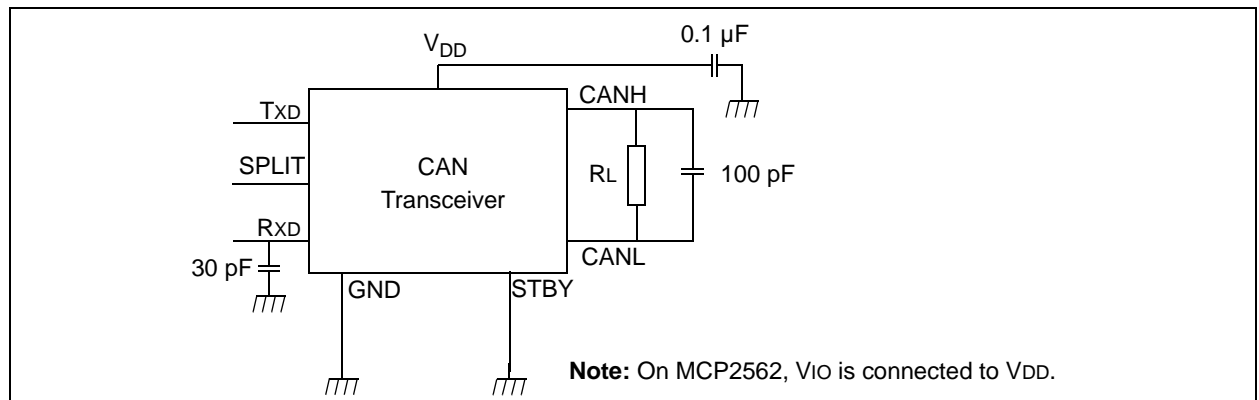 0.1 µF
VDD
CANH
TXD
SPLIT
CAN
Transceiver
RL
100 pF
RXD
CANL
30 pF
GND
STBY
Note: On MCP2562, VIO is connected to VDD.